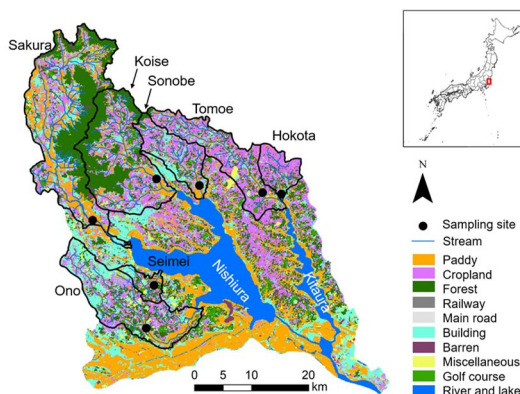 Sakura
Koise
Sonobe
Tomoe
Hokota
Seimei
Ono
Nishiura
Kitaura
0 5 10 20
km
N
Sampling site
Stream
Paddy
Cropland
Forest
Railway
Main road
Building
Barren
Miscellaneous
Golf course
River and lake